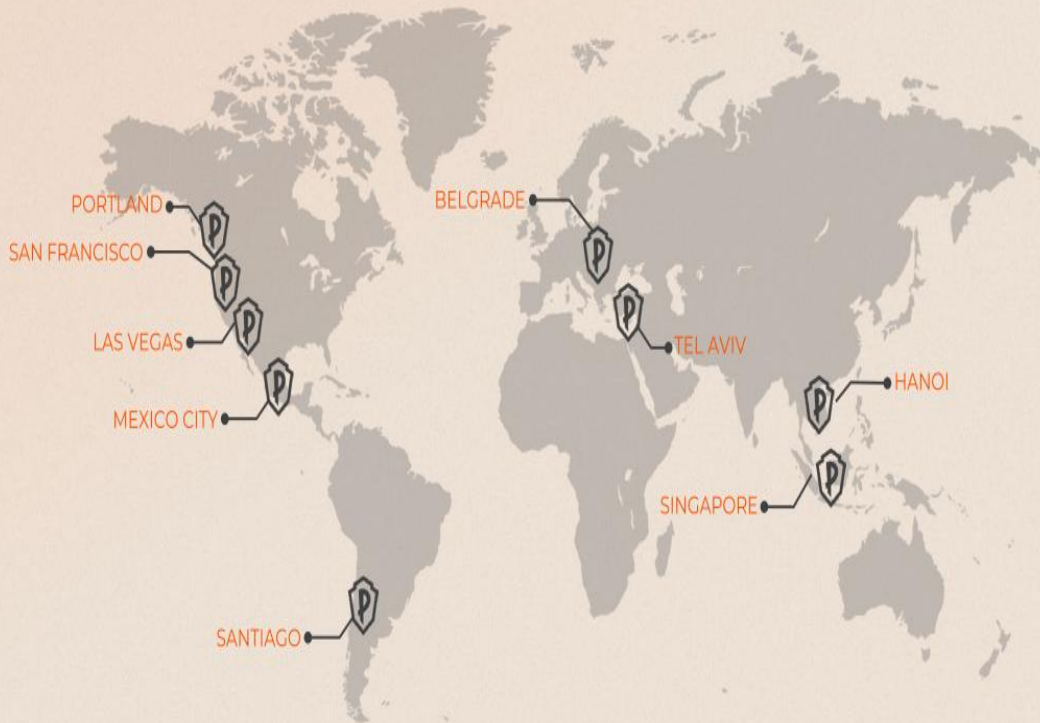 PORTLAND
SAN FRANCISCO
LAS VEGAS
MEXICO CITY
SANTIAGO
BELGRADE
TEL AVIV
HANOI
SINGAPORE
P
P
P
P
P
P
P
P
P